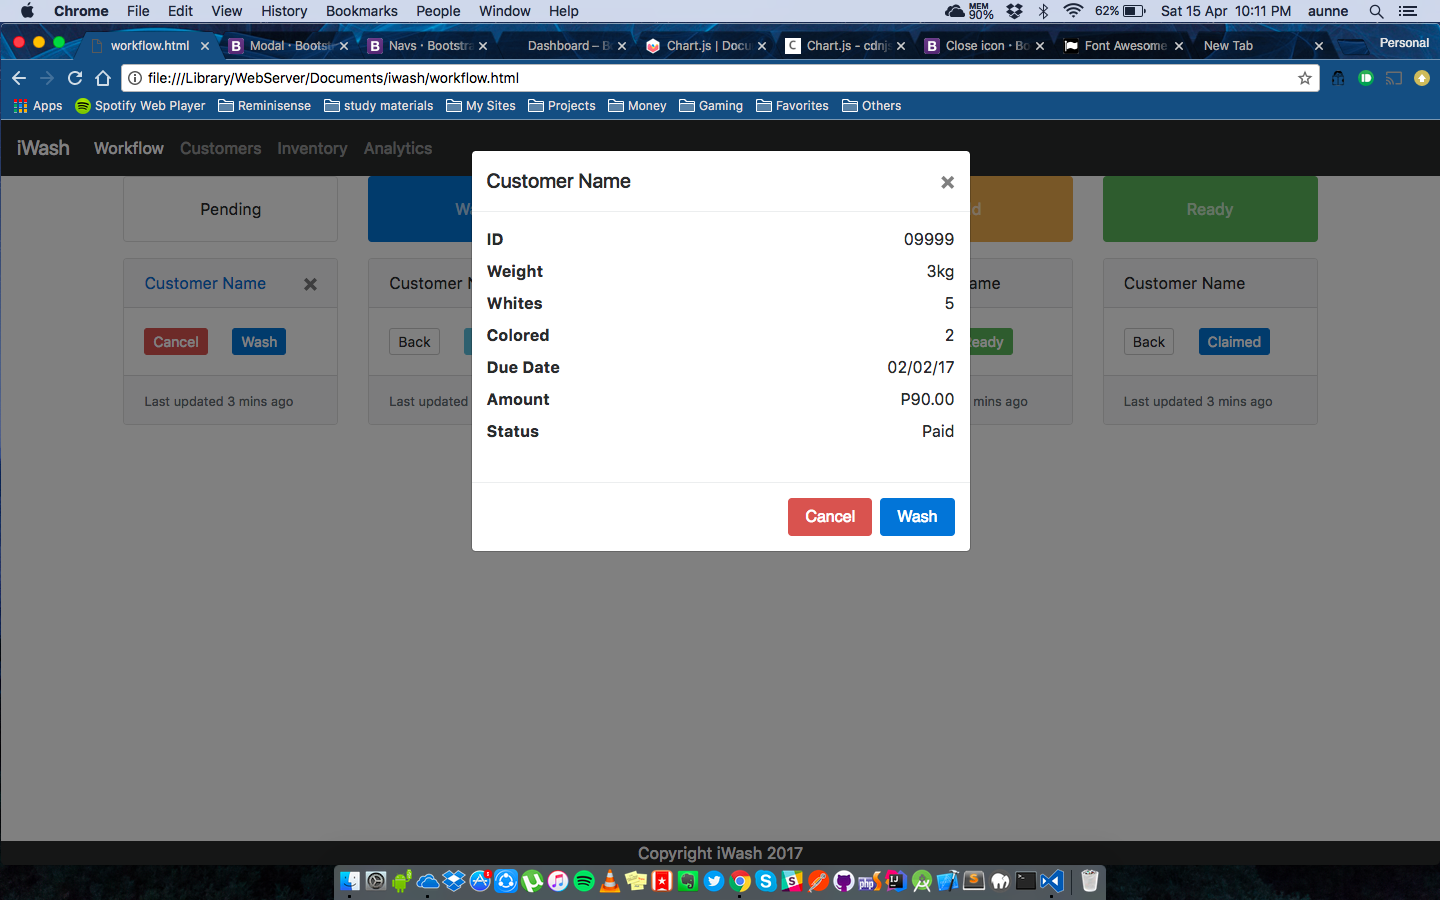 Chrome File Edit View History Bookmarks People Window Help MEM 90% 62% Sat 15 Apr 10:11 PM aunne
workflow.html Modal · Bootst Navs · Bootstra Dashboard – B Chart.js | Docu Chart.js - cdnjs Close icon · Bo Font Awesome New Tab Personal
file:///Library/WebServer/Documents/iwash/workflow.html
Apps Spotify Web Player Reminisense study materials My Sites Projects Money Gaming Favorites Others
iWash Workflow Customers Inventory Analytics
Customer Name
Pending Ready
ID 09999
Weight 3kg
Whites 5
Colored 2
Due Date 02/02/17
Amount P90.00
Status Paid
Cancel Wash
Customer Name
Cancel Wash
Last updated 3 mins ago
Customer
Back
Last updated
ame
eady
mins ago
Customer Name
Back Claimed
Last updated 3 mins ago
Copyright iWash 2017